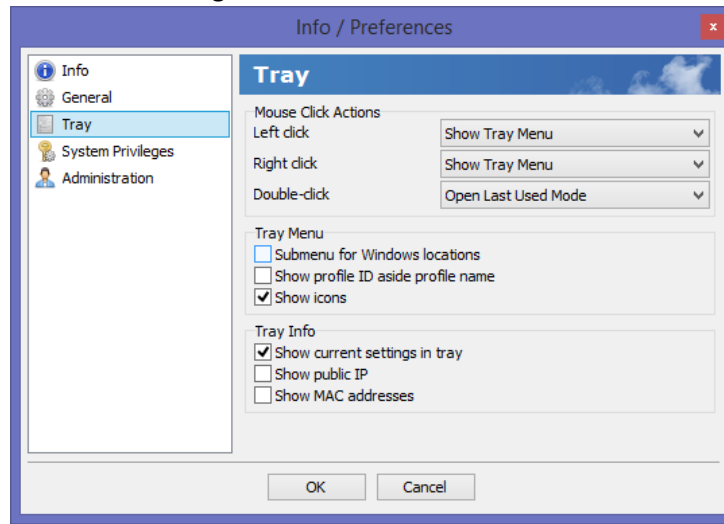 Info / Preferences
x
Info
General
Tray
System Privileges
Administration
Tray
Mouse Click Actions
Left click Show Tray Menu
Right click Show Tray Menu
Double-click Open Last Used Mode
Tray Menu
Submenu for Windows locations
Show profile ID aside profile name
Show icons
Tray Info
Show current settings in tray
Show public IP
Show MAC addresses
OK Cancel